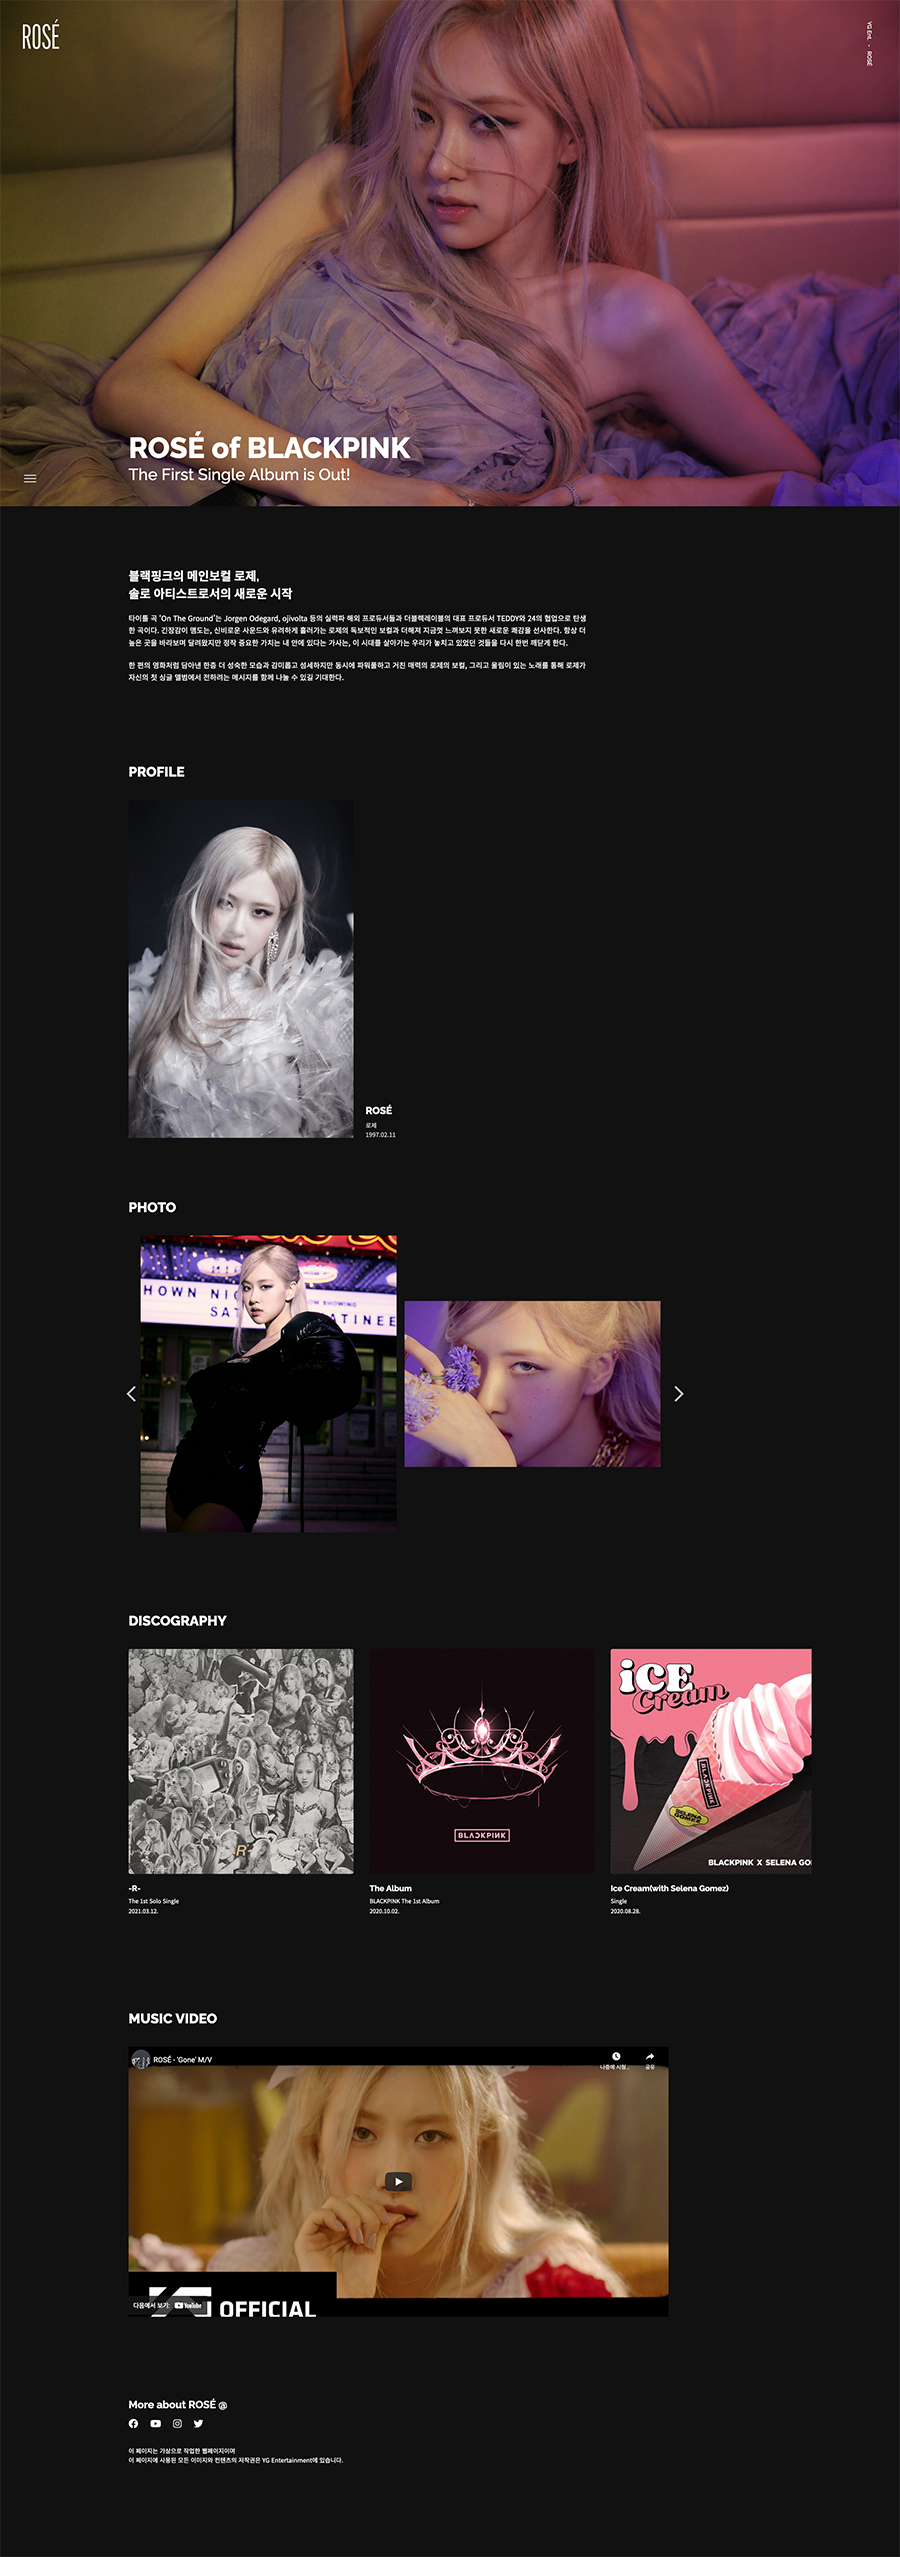 ROSÉ
YG Ent. - ROSÉ
ROSÉ of BLACKPINK
The First Single Album is Out!
블랙핑크의 메인보컬 로제,
솔로 아티스트로서의 새로운 시작
타이틀 곡 ‘On The Ground’는 Jorgen Odegard, ojivolta 등의 실력파 해외 프로듀서들과 더블랙레이블의 대표 프로듀서 TEDDY와 24의 협업으로 탄생
한 곡이다. 긴장감이 맴도는, 신비로운 사운드와 유려하게 흘러가는 로제의 독보적인 보컬과 더해져 지금껏 느껴보지 못한 새로운 쾌감을 선사한다. 항상 더
높은 곳을 바라보며 달려왔지만 정작 중요한 가치는 내 안에 있다는 가사는, 이 시대를 살아가는 우리가 놓치고 있었던 것들을 다시 한번 깨닫게 한다.
한 편의 영화처럼 담아낸 한층 더 성숙한 모습과 감미롭고 섬세하지만 동시에 파워풀하고 거친 매력의 로제의 보컬, 그리고 울림이 있는 노래를 통해 로제가
자신의 첫 싱글 앨범에서 전하려는 메시지를 함께 나눌 수 있길 기대한다.
PROFILE
ROSÉ
로제
1997.02.11
PHOTO
HOWN NIG
OW SHOWING
SAT
ATINEE
DISCOGRAPHY
R
iCE
Cream
BLACKPINK
SELENA
GOMEZ
BLACKPINK
BLACKPINK X SELENA GO
-R-
The 1st Solo Single
2021.03.12.
The Album
BLACKPINK The 1st Album
2020.10.02.
Ice Cream(with Selena Gomez)
Single
2020.08.28.
MUSIC VIDEO
ROSÉ - 'Gone' M/V
나중에 시청...
공유
OFFICIAL
다음에서 보기:
YouTube
More about ROSÉ @
이 페이지는 가상으로 작업한 웹페이지이며
이 페이지에 사용된 모든 이미지와 컨텐츠의 저작권은 YG Entertainment에 있습니다.